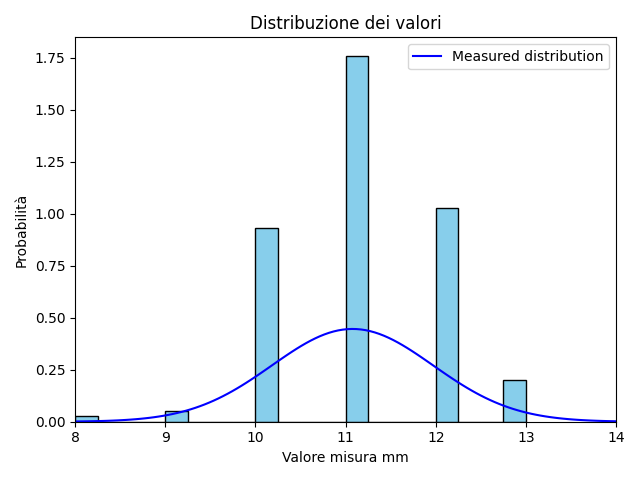 Distribuzione dei valori
Measured distribution
Probabilità
1.75
1.50
1.25
1.00
0.75
0.50
0.25
0.00
8 9 10 11 12 13 14
Valore misura mm